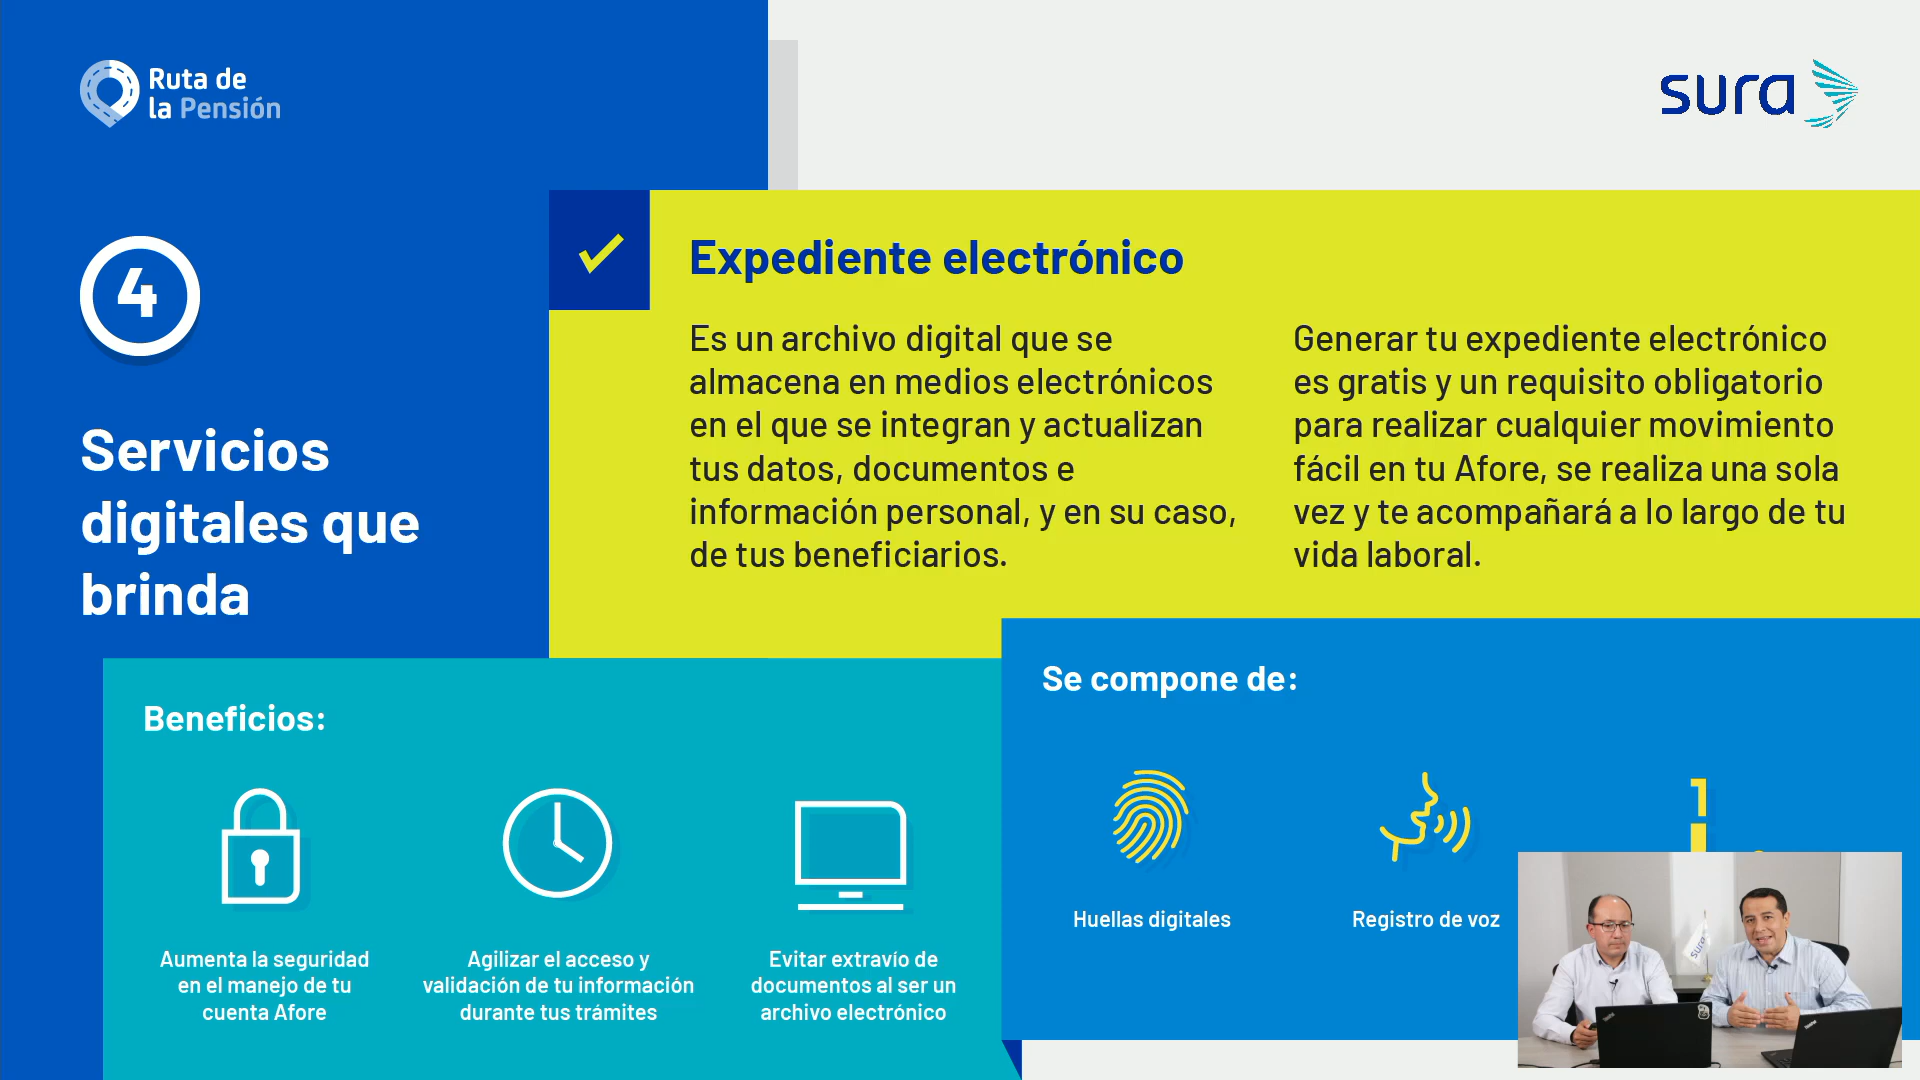 Ruta de
la Pensión
sura
4
Servicios
digitales que
brinda
Expediente electrónico
Es un archivo digital que se
almacena en medios electrónicos
en el que se integran y actualizan
tus datos, documentos e
información personal, y en su caso,
de tus beneficiarios.
Generar tu expediente electrónico
es gratis y un requisito obligatorio
para realizar cualquier movimiento
fácil en tu Afore, se realiza una sola
vez y te acompañará a lo largo de tu
vida laboral.
Beneficios:
Aumenta la seguridad
en el manejo de tu
cuenta Afore
Agilizar el acceso y
validación de tu información
durante tus trámites
Evitar extravío de
documentos al ser un
archivo electrónico
Se compone de:
Huellas digitales
Registro de voz
sura